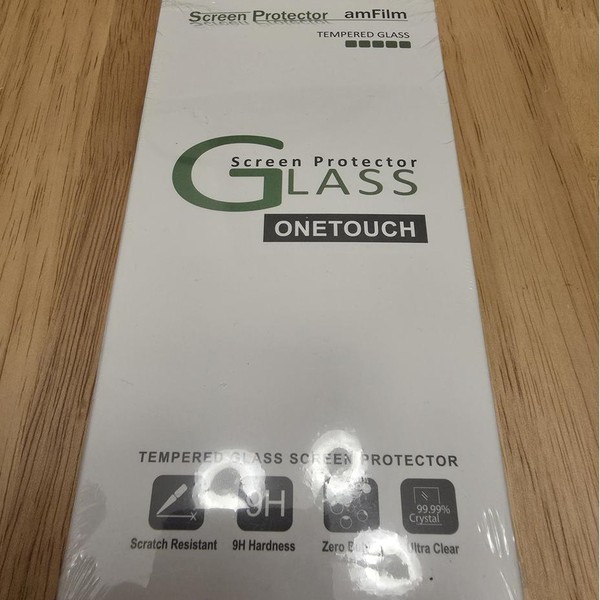 Screen Protector amFilm
TEMPERED GLASS
Screen Protector
GLASS
ONETOUCH
TEMPERED GLASS SCREEN PROTECTOR
9H
99.99%
Crystal
Scratch Resistant 9H Hardness Zero Ultra Clear